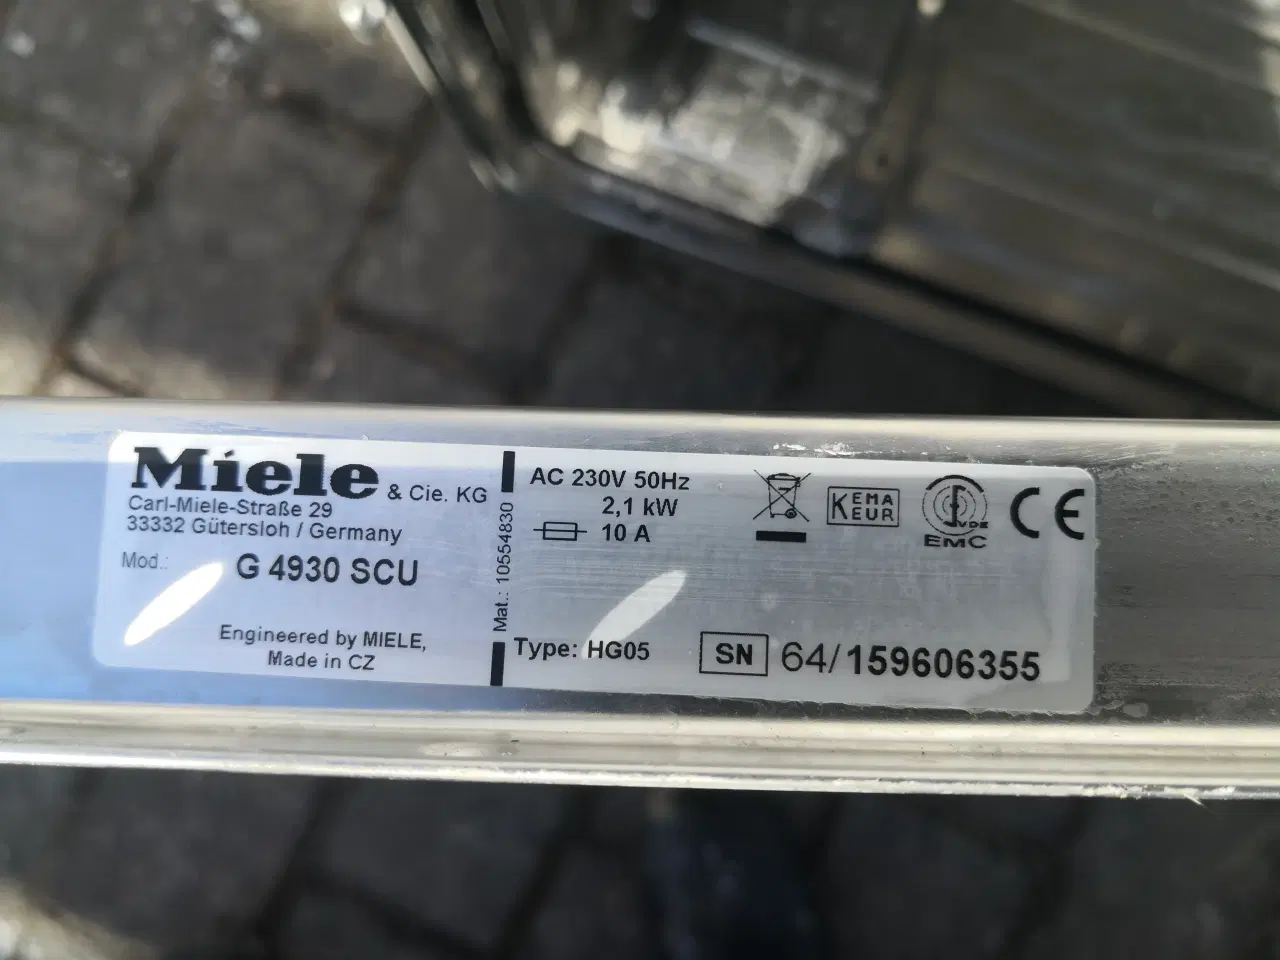 Miele & Cie. KG
Carl-Miele-Straße 29
33332 Gütersloh / Germany
Mod.: G 4930 SCU
Engineered by MIELE,
Made in CZ
Mat.: 10554830
AC 230V 50Hz
2,1 kW
10 A
Type: HG05
KEMA
KEUR
VDE
EMC
CE
SN 64/159606355